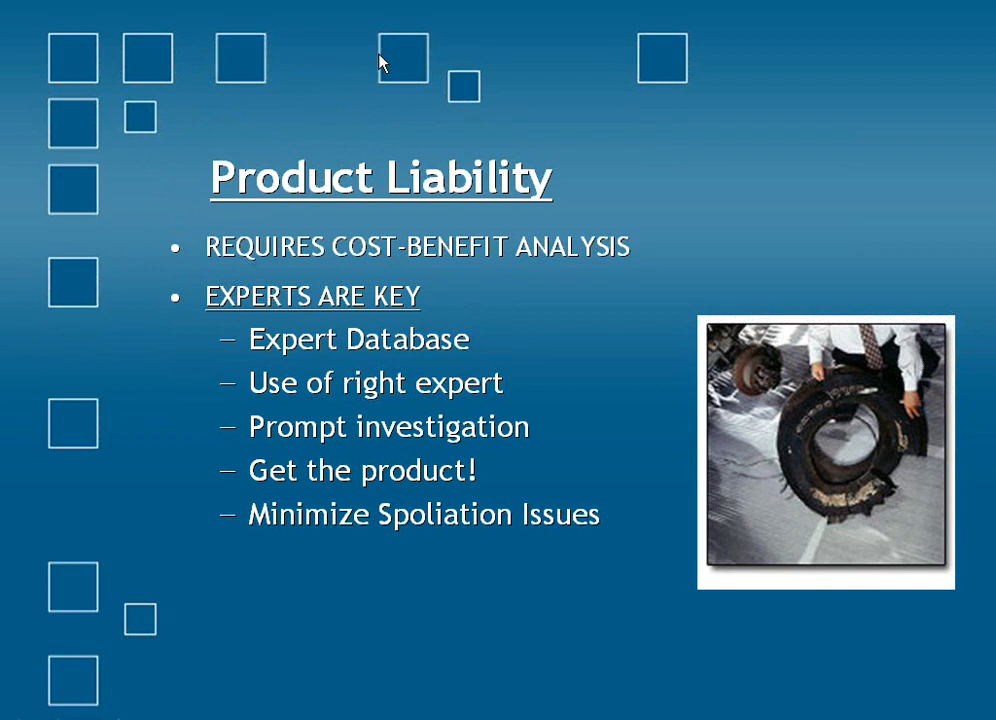 Product Liability
• REQUIRES COST-BENEFIT ANALYSIS
• EXPERTS ARE KEY
– Expert Database
– Use of right expert
– Prompt investigation
– Get the product!
– Minimize Spoliation Issues